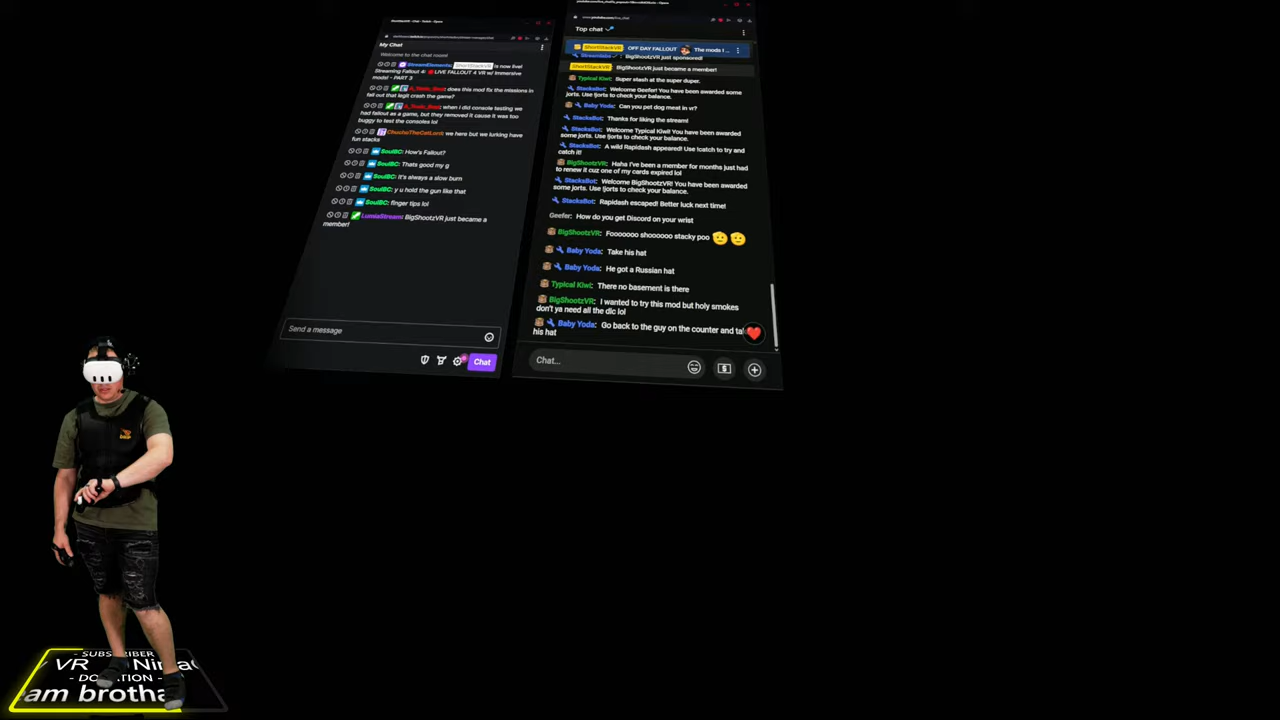 My Chat
Welcome to the chat room!
StreamElements: ShortStackVR is now live!
Streaming Fallout 4: LIVE FALLOUT 4 VR w/ Immersive
mods! - PART 3
does this mod fix the missions in
fall out that legit crash the game?
when I did console testing we
had fallout as a game, but they removed it cause it was too
buggy to test the consoles lol
ChuchoTheCatLord: we here but we lurking have
fun stacks
SoulBC: How's Fallout?
SoulBC: Thats good my g
SoulBC: It's always a slow burn
SoulBC: y u hold the gun like that
SoulBC: finger tips lol
LumiaStream: BigShootzVR just became a
member!
Send a message
Chat
Top chat
ShortStackVR OFF DAY FALLOUT The mods I ...
BigShootzVR just sponsored!
ShortStackVR BigShootzVR just became a member!
Typical Kiwi: Super stash at the super duper.
StacksBot: Welcome Geefer! You have been awarded
some jorts. Use !jorts to check your balance.
Baby Yoda: Can you pet dog meat in vr?
StacksBot: Thanks for liking the stream!
StacksBot: Welcome Typical Kiwi! You have been awarded
some jorts. Use !jorts to check your balance.
StacksBot: A wild Rapidash appeared! Use !catch to try and
catch it!
BigShootzVR: Haha I've been a member for months just had
to renew it cuz one of my cards expired lol
StacksBot: Welcome BigShootzVR! You have been awarded
some jorts. Use !jorts to check your balance.
StacksBot: Rapidash escaped! Better luck next time!
Geefer: How do you get Discord on your wrist
BigShootzVR: Fooooooo shoooooo stacky poo
Baby Yoda: Take his hat
Baby Yoda: He got a Russian hat
Typical Kiwi: There no basement is there
BigShootzVR: I wanted to try this mod but holy smokes
don't ya need all the dlc lol
Baby Yoda: Go back to the guy on the counter and
his hat
Chat...
- SUBSCRIBER
VR
- DONATION
am brotha